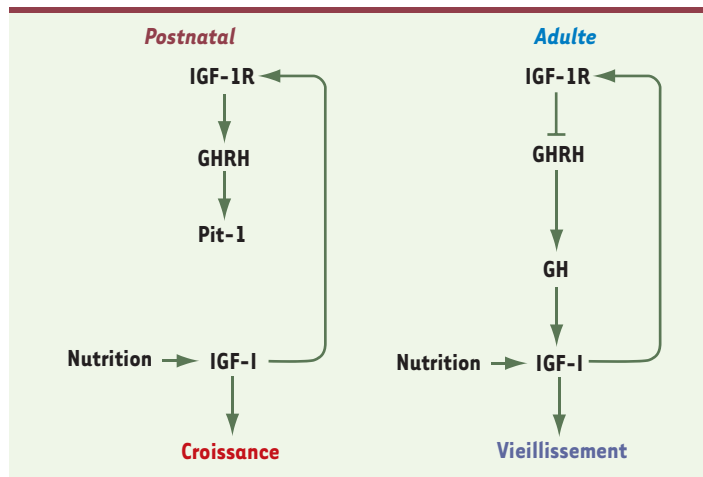 Postnatal
IGF-1R
GHRH
Pit-1
Nutrition
IGF-I
Croissance
Adulte
IGF-1R
GHRH
GH
Nutrition
IGF-I
Vieillissement